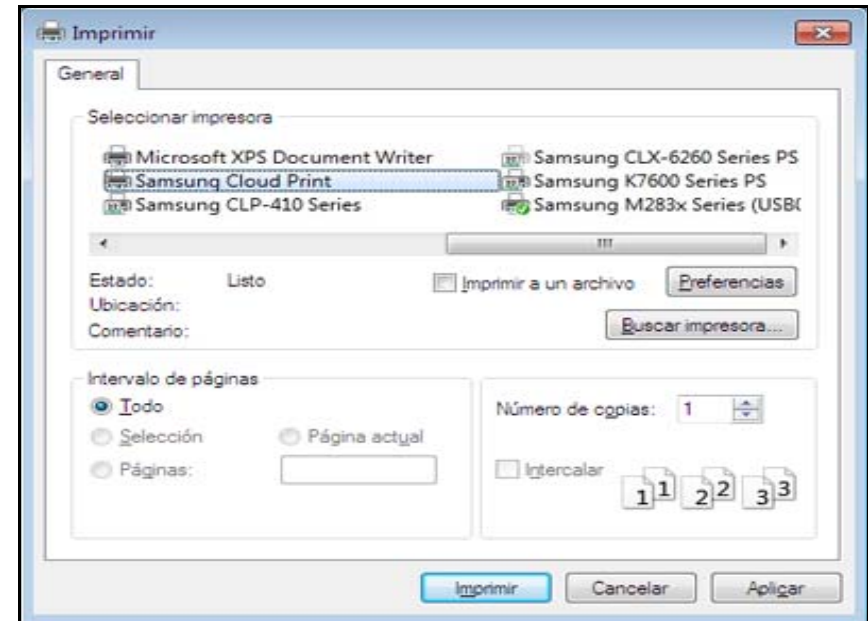 Imprimir
General
Seleccionar impresora
Microsoft XPS Document Writer
Samsung Cloud Print
Samsung CLP-410 Series
Samsung CLX-6260 Series PS
Samsung K7600 Series PS
Samsung M283x Series (USB
Estado: Listo
Ubicación:
Comentario:
Imprimir a un archivo
Preferencias
Buscar impresora...
Intervalo de páginas
Todo
Selección
Página actual
Páginas:
Número de copias: 1
Intercalar
1 1 2 2 3 3
Imprimir Cancelar Aplicar